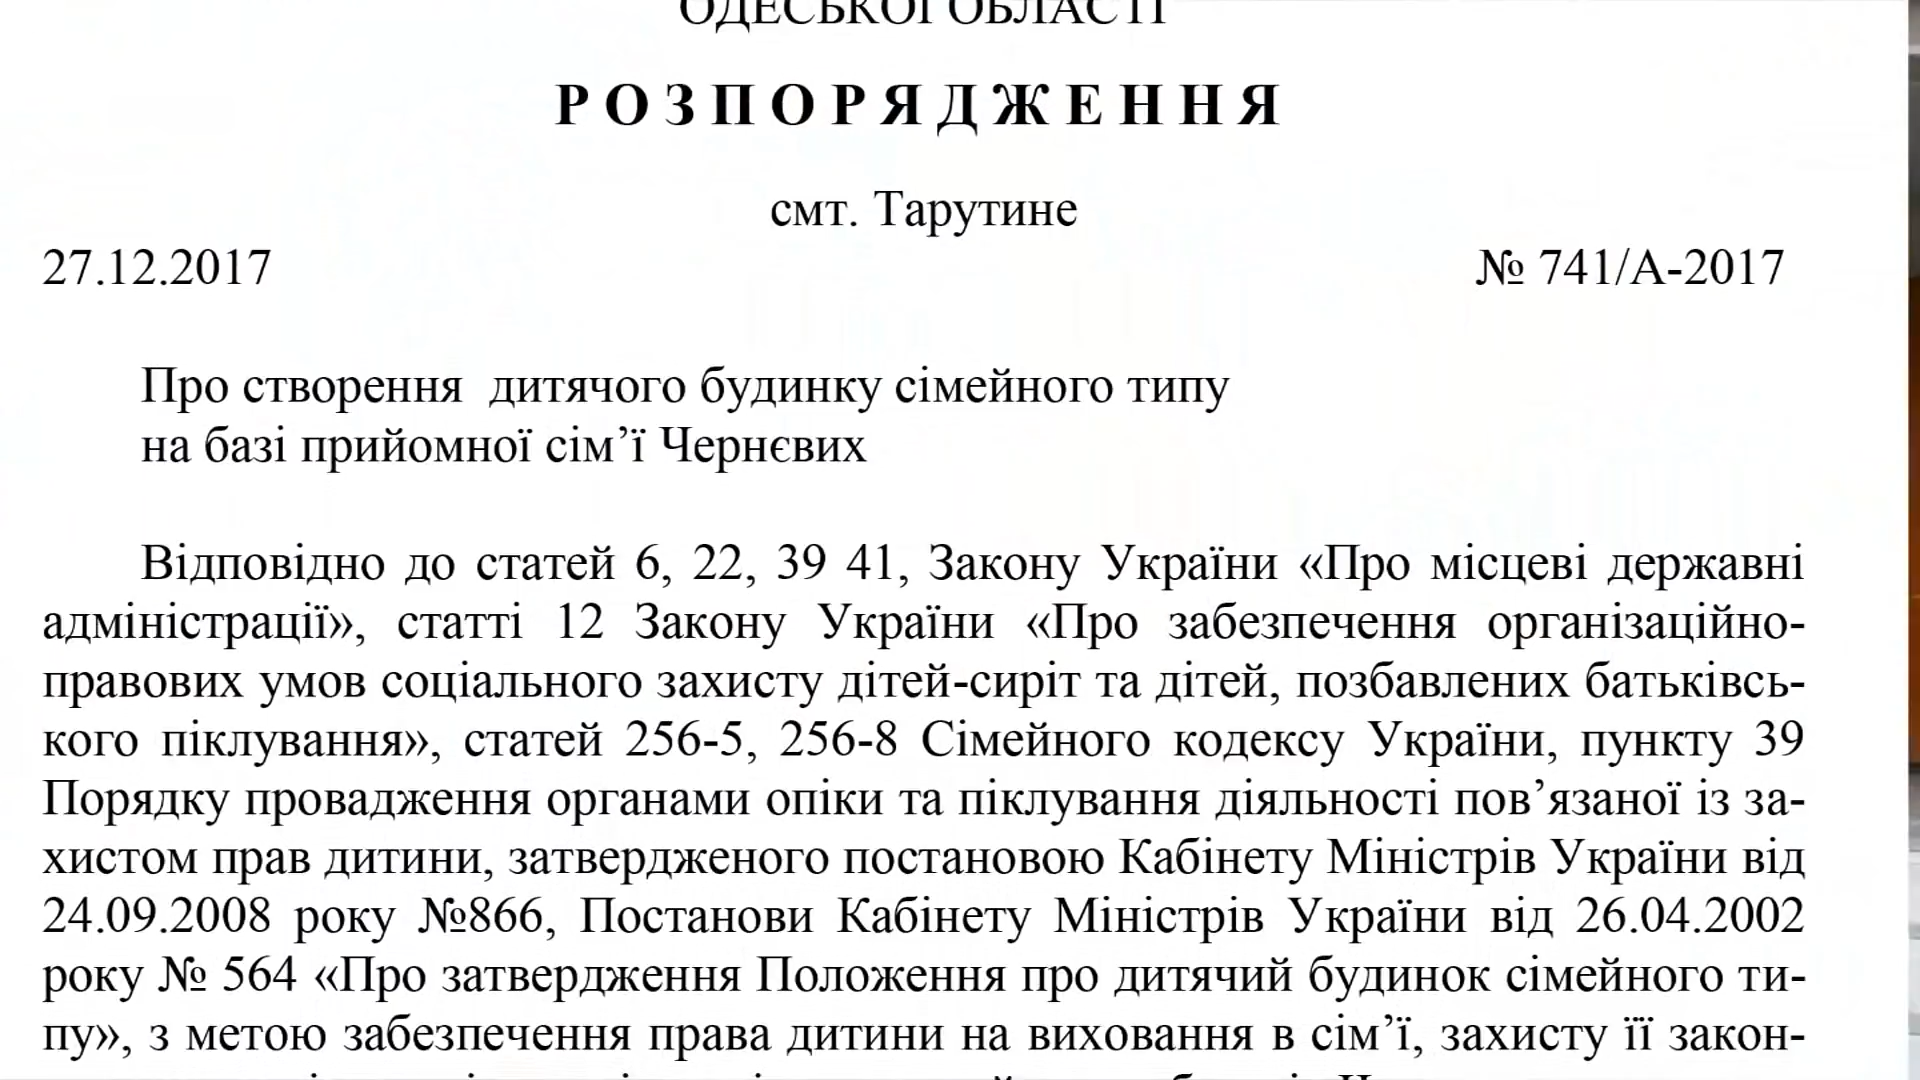 ОДЕСЬКОЇ ОБЛАСТІ
Р О З П О Р Я Д Ж Е Н Н Я
смт. Тарутине
27.12.2017 № 741/А-2017
Про створення дитячого будинку сімейного типу
на базі прийомної сім’ї Чернєвих
Відповідно до статей 6, 22, 39 41, Закону України «Про місцеві державні
адміністрації», статті 12 Закону України «Про забезпечення організаційно-
правових умов соціального захисту дітей-сиріт та дітей, позбавлених батьківсь-
кого піклування», статей 256-5, 256-8 Сімейного кодексу України, пункту 39
Порядку провадження органами опіки та піклування діяльності пов’язаної із за-
хистом прав дитини, затвердженого постановою Кабінету Міністрів України від
24.09.2008 року №866, Постанови Кабінету Міністрів України від 26.04.2002
року № 564 «Про затвердження Положення про дитячий будинок сімейного ти-
пу», з метою забезпечення права дитини на виховання в сім’ї, захисту її закон-